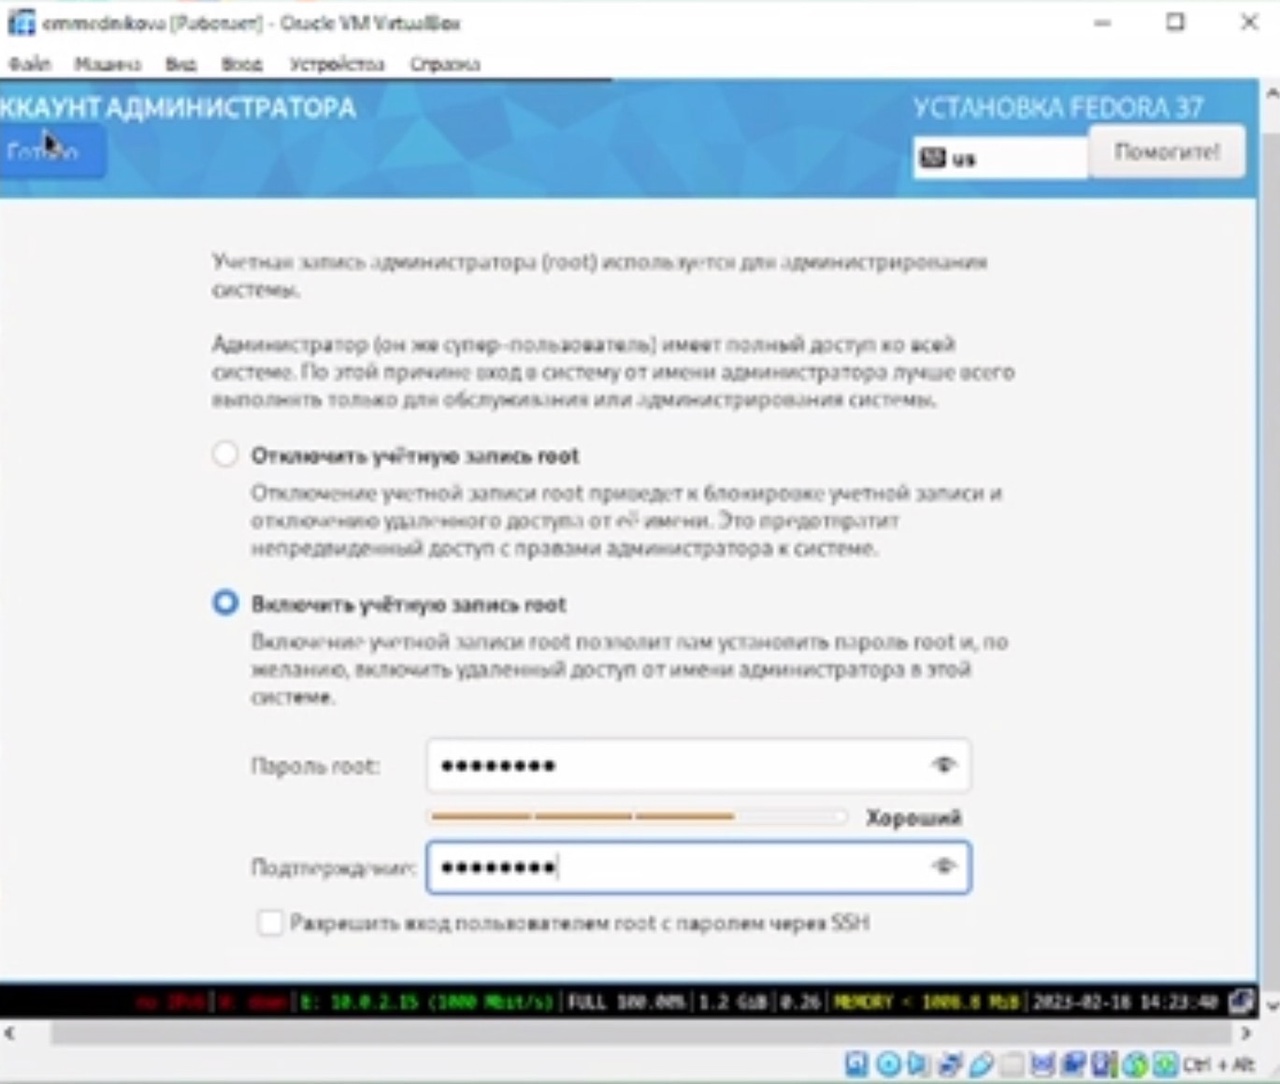 emmednikova [Работает] - Oracle VM VirtualBox
Файл Машина Вид Ввод Устройства Справка
ККАУНТ АДМИНИСТРАТОРА
УСТАНОВКА FEDORA 37
Готово
us
Помогите!
Учетная запись администратора (root) используется для администрирования
системы.
Администратор (он же супер-пользователь) имеет полный доступ ко всей
системе. По этой причине вход в систему от имени администратора лучше всего
выполнять только для обслуживания или администрирования системы.
Отключить учётную запись root
Отключение учетной записи root приведет к блокировке учетной записи и
отключению удаленного доступа от её имени. Это предотвратит
непредвиденный доступ с правами администратора к системе.
Включить учётную запись root
Включение учетной записи root позволит вам установить пароль root и, по
желанию, включить удаленный доступ от имени администратора в этой
системе.
Пароль root: ••••••••
Хороший
Подтверждение: ••••••••
Разрешить вход пользователем root с паролем через SSH
no IPv6 W: down E: 10.0.2.15 (1000 Mbit/s) FULL 100.00% 1.2 GiB 0.26 MEMORY < 2023-02-18 14:23:40
Ctrl + Alt